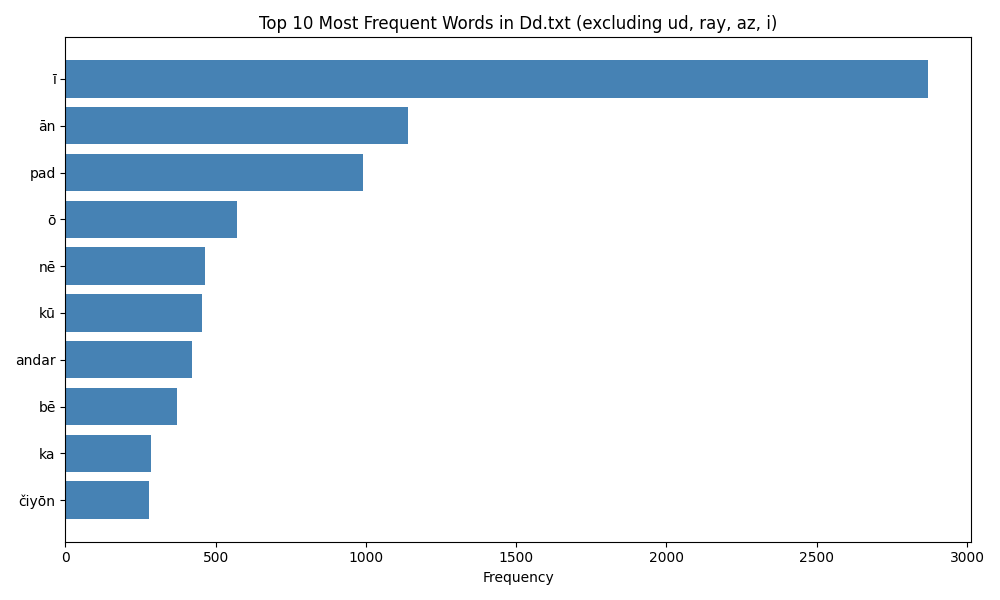 Top 10 Most Frequent Words in Dd.txt (excluding ud, ray, az, i)
ī
ān
pad
ō
nē
kū
andar
bē
ka
čiyōn
0 500 1000 1500 2000 2500 3000
Frequency